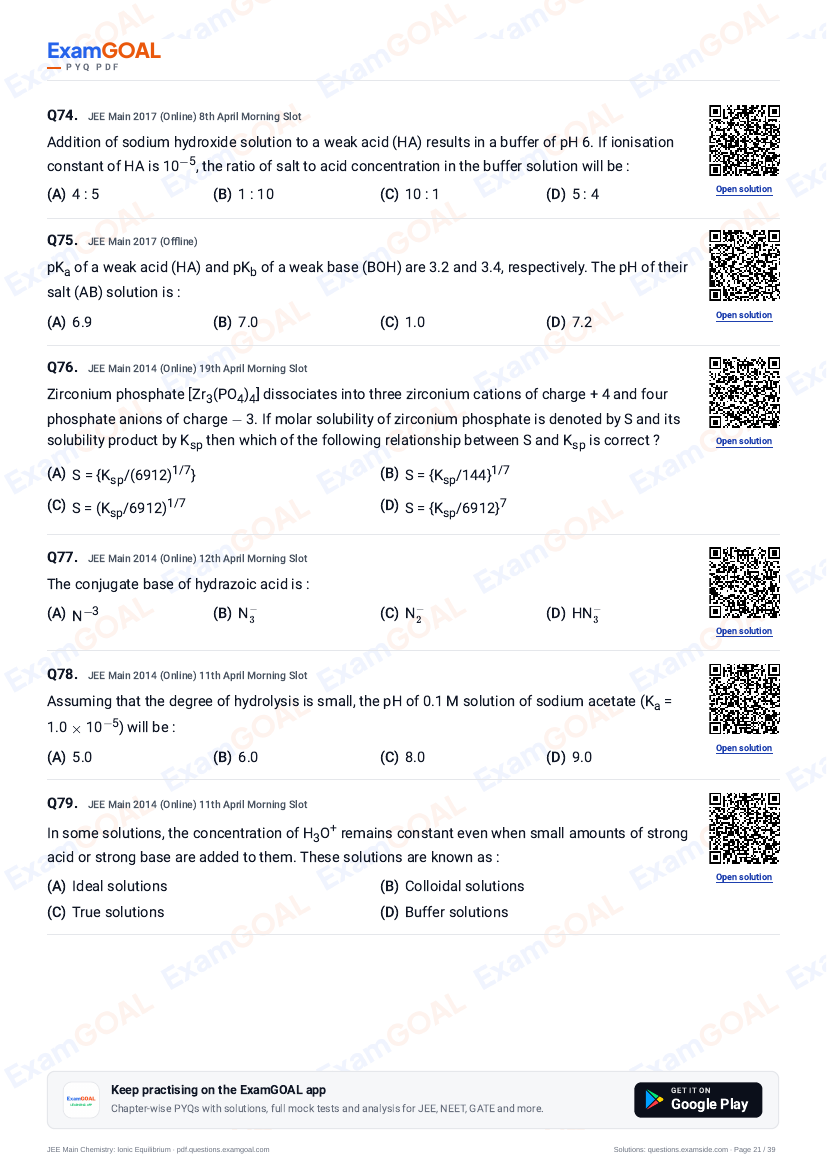 ExamGOAL
PYQ PDF
Q74. JEE Main 2017 (Online) 8th April Morning Slot
Addition of sodium hydroxide solution to a weak acid (HA) results in a buffer of pH 6. If ionisation
constant of HA is 10⁻⁵, the ratio of salt to acid concentration in the buffer solution will be :
(A) 4 : 5 (B) 1 : 10 (C) 10 : 1 (D) 5 : 4
Open solution
Q75. JEE Main 2017 (Offline)
pKₐ of a weak acid (HA) and pK_b of a weak base (BOH) are 3.2 and 3.4, respectively. The pH of their
salt (AB) solution is :
(A) 6.9 (B) 7.0 (C) 1.0 (D) 7.2
Open solution
Q76. JEE Main 2014 (Online) 19th April Morning Slot
Zirconium phosphate [Zr₃(PO₄)₄] dissociates into three zirconium cations of charge + 4 and four
phosphate anions of charge − 3. If molar solubility of zirconium phosphate is denoted by S and its
solubility product by K_sp then which of the following relationship between S and K_sp is correct ?
(A) S = {K_sp/(6912)^1/7} (B) S = {K_sp/144}^1/7
(C) S = (K_sp/6912)^1/7 (D) S = {K_sp/6912}⁷
Open solution
Q77. JEE Main 2014 (Online) 12th April Morning Slot
The conjugate base of hydrazoic acid is :
(A) N⁻³ (B) N₃⁻ (C) N₂⁻ (D) HN₃⁻
Open solution
Q78. JEE Main 2014 (Online) 11th April Morning Slot
Assuming that the degree of hydrolysis is small, the pH of 0.1 M solution of sodium acetate (Kₐ =
1.0 × 10⁻⁵) will be :
(A) 5.0 (B) 6.0 (C) 8.0 (D) 9.0
Open solution
Q79. JEE Main 2014 (Online) 11th April Morning Slot
In some solutions, the concentration of H₃O⁺ remains constant even when small amounts of strong
acid or strong base are added to them. These solutions are known as :
(A) Ideal solutions (B) Colloidal solutions
(C) True solutions (D) Buffer solutions
Open solution
Keep practising on the ExamGOAL app
Chapter-wise PYQs with solutions, full mock tests and analysis for JEE, NEET, GATE and more.
GET IT ON
Google Play
JEE Main Chemistry: Ionic Equilibrium · pdf.questions.examgoal.com Solutions: questions.examside.com · Page 21 / 39